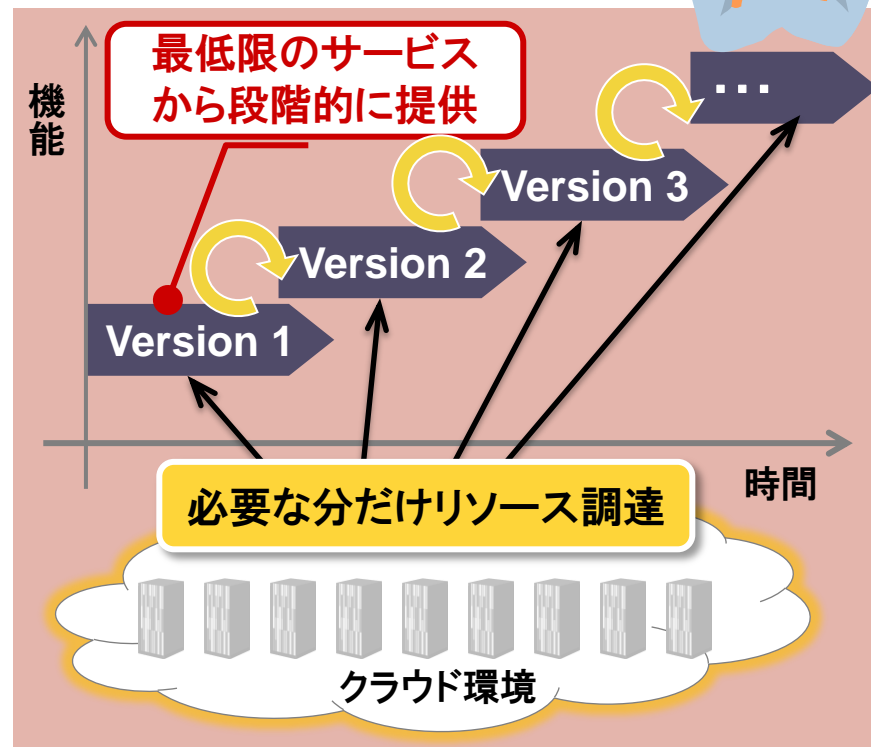 最低限のサービス
から段階的に提供
機能
...
Version 3
Version 2
Version 1
時間
必要な分だけリソース調達
クラウド環境